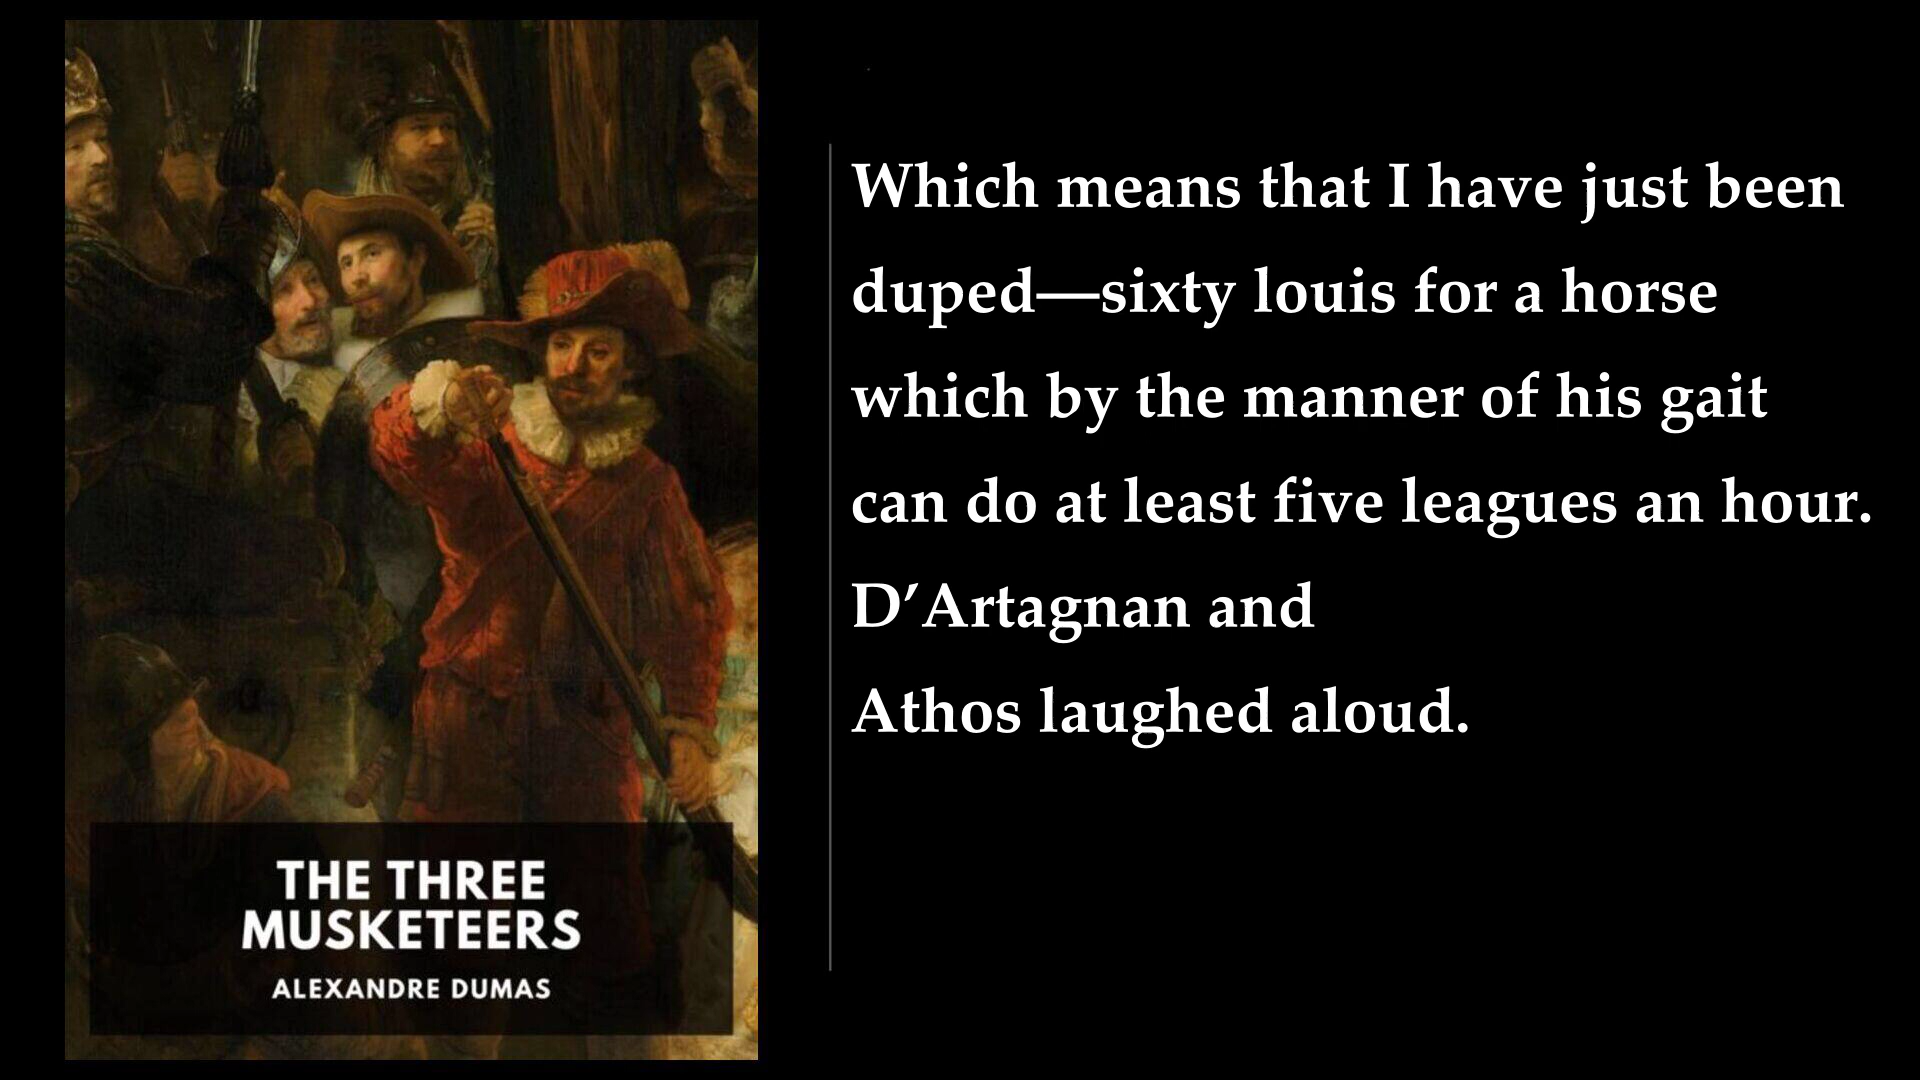 Which means that I have just been
duped—sixty louis for a horse
which by the manner of his gait
can do at least five leagues an hour.
D’Artagnan and
Athos laughed aloud.
THE THREE
MUSKETEERS
ALEXANDRE DUMAS